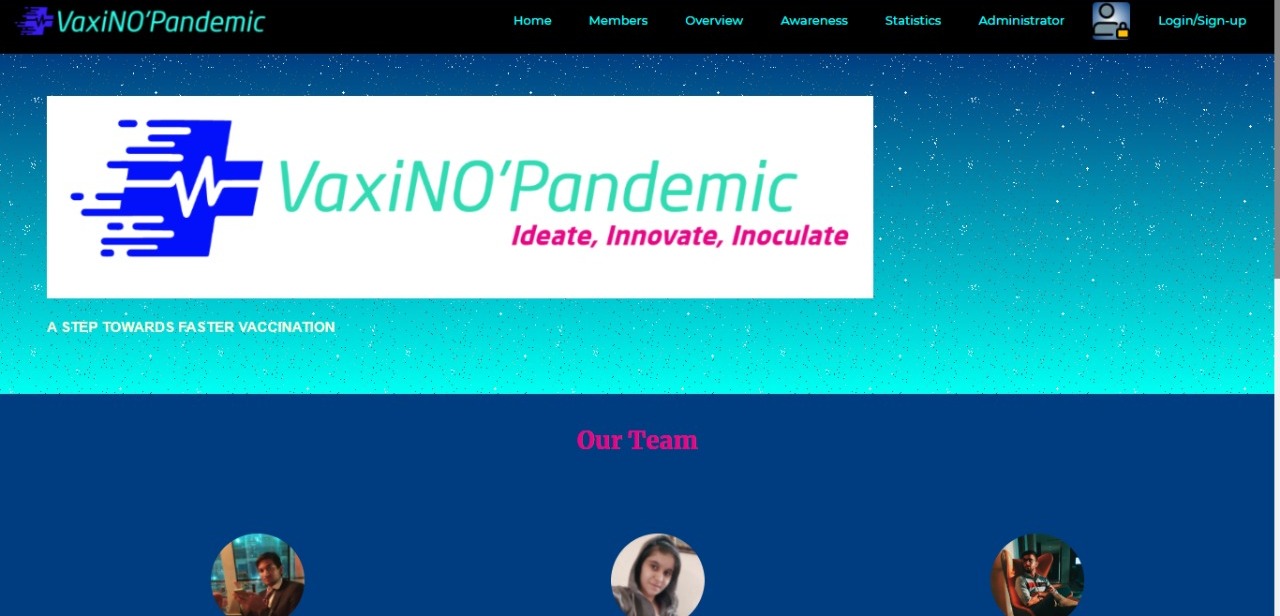 VaxiNO'Pandemic
Home Members Overview Awareness Statistics Administrator Login/Sign-up
VaxiNO'Pandemic
Ideate, Innovate, Inoculate
A STEP TOWARDS FASTER VACCINATION
Our Team